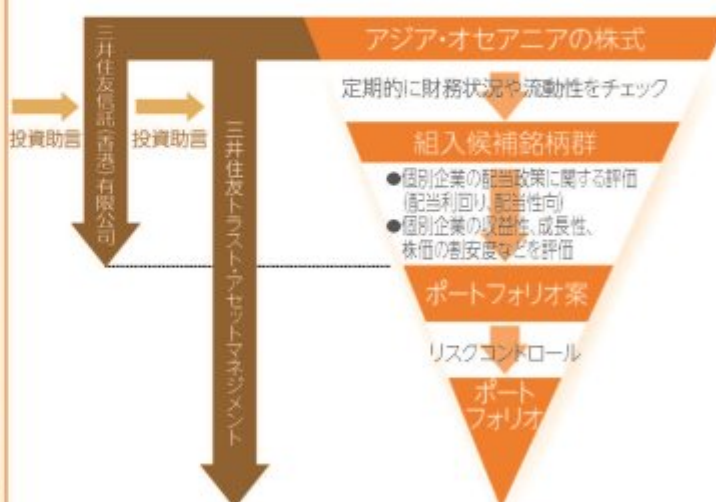 アジア・オセアニアの株式
定期的に財務状況や流動性をチェック
組入候補銘柄群
●個別企業の配当政策に関する評価
(配当利回り、配当性向)
●個別企業の収益性、成長性、
株価の割安度などを評価
ポートフォリオ案
リスクコントロール
ポート
フォリオ
投資助言
三井住友信託(香港)有限公司
投資助言
三井住友トラスト・アセットマネジメント